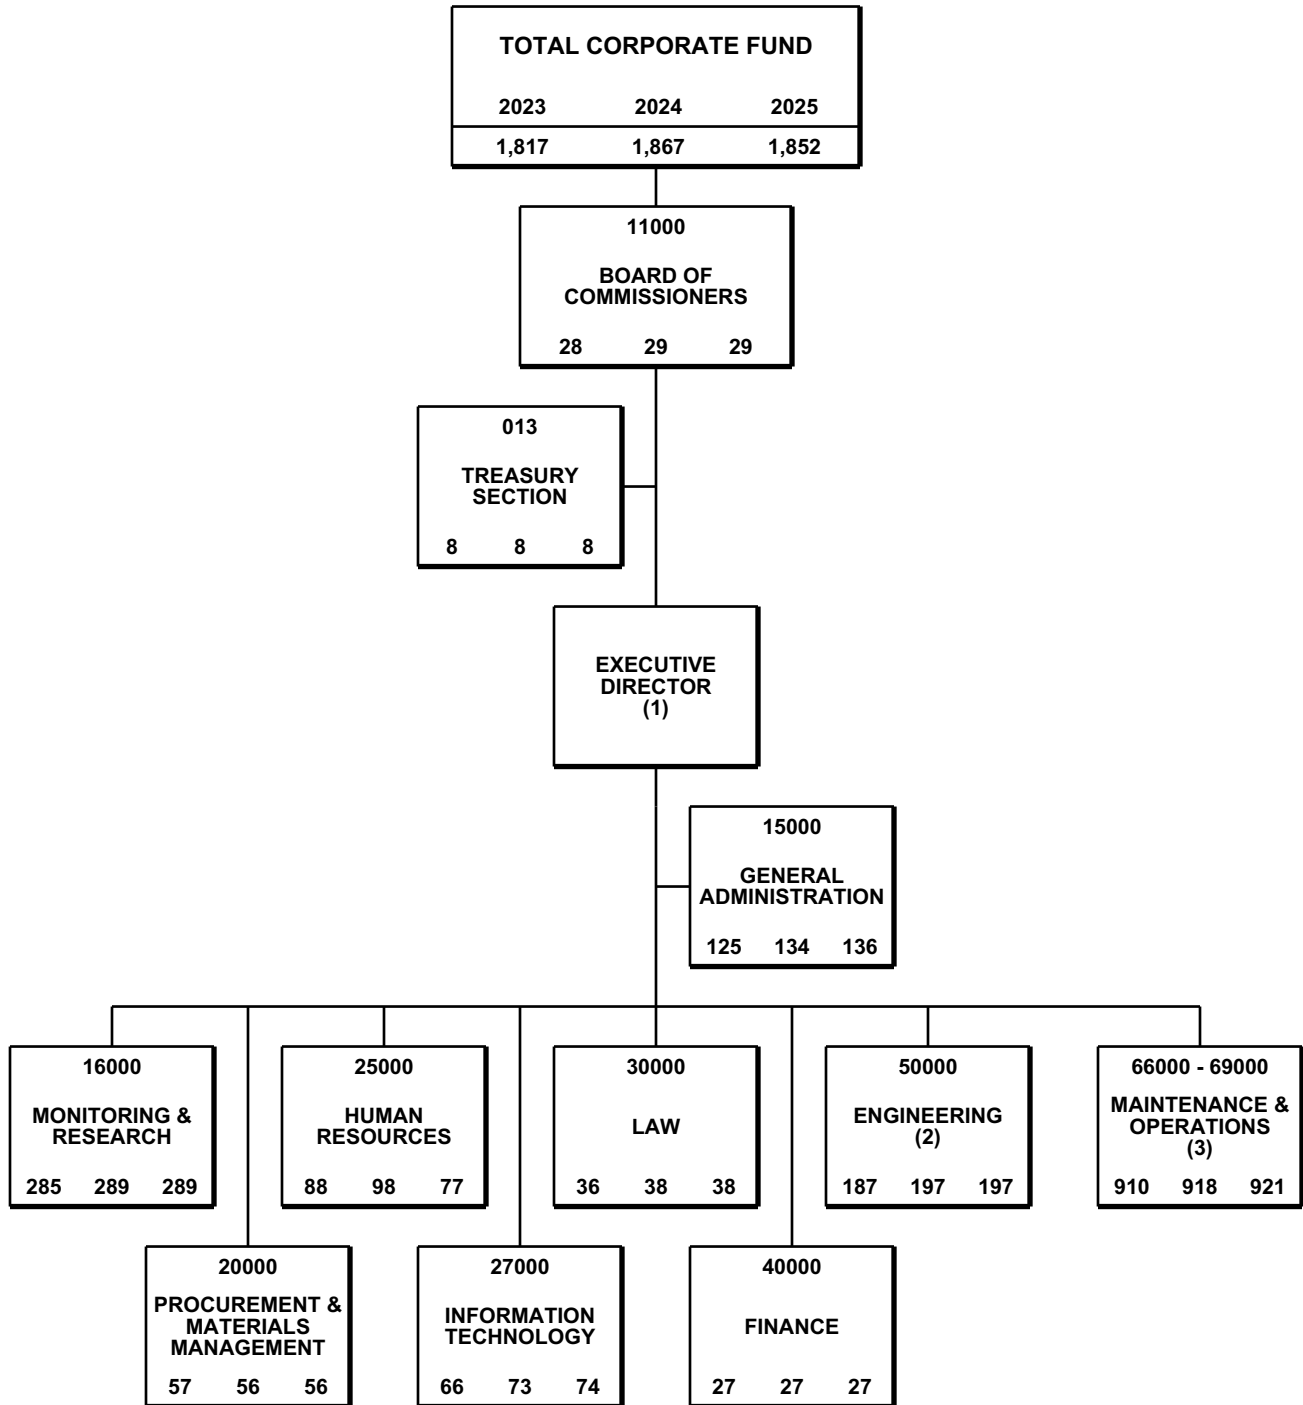 TOTAL CORPORATE FUND
2023 2024 2025
1,817 1,867 1,852
11000
BOARD OF
COMMISSIONERS
28 29 29
013
TREASURY
SECTION
8 8 8
EXECUTIVE
DIRECTOR
(1)
15000
GENERAL
ADMINISTRATION
125 134 136
16000
MONITORING &
RESEARCH
285 289 289
25000
HUMAN
RESOURCES
88 98 77
30000
LAW
36 38 38
50000
ENGINEERING
(2)
187 197 197
66000 - 69000
MAINTENANCE &
OPERATIONS
(3)
910 918 921
20000
PROCUREMENT &
MATERIALS
MANAGEMENT
57 56 56
27000
INFORMATION
TECHNOLOGY
66 73 74
40000
FINANCE
27 27 27